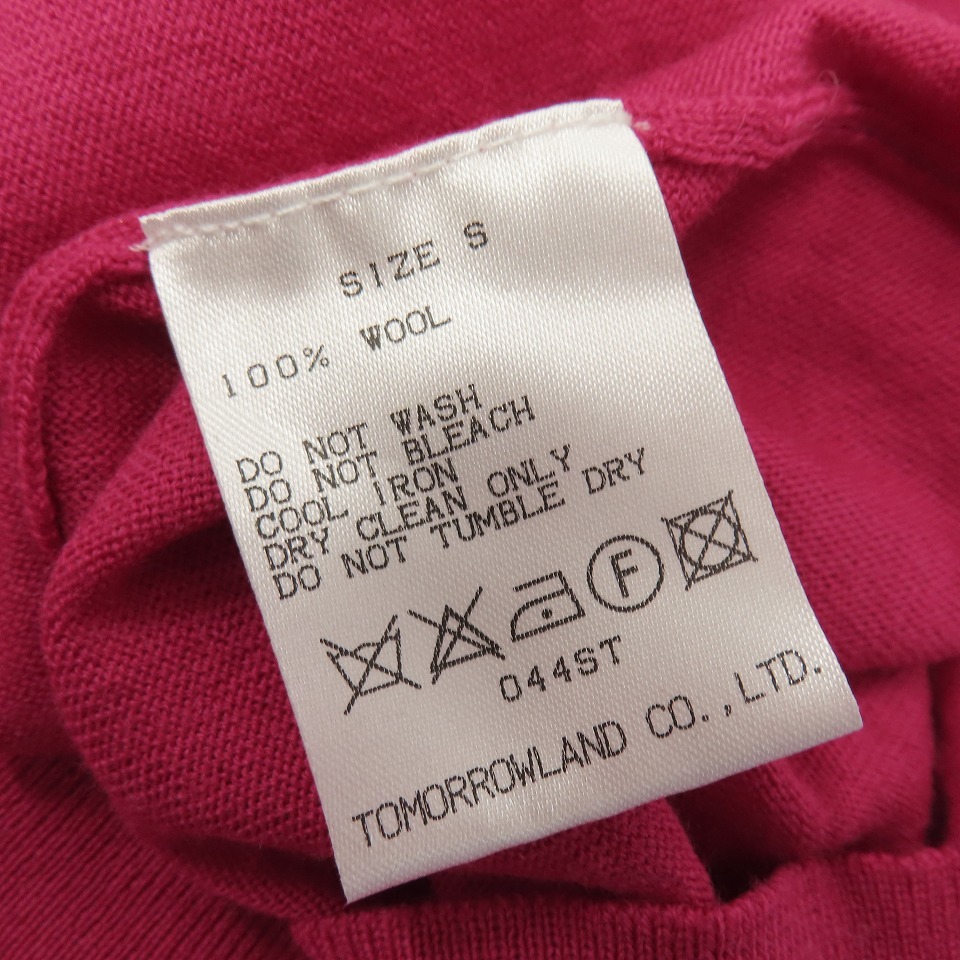 SIZE S
100% WOOL
DO NOT WASH
DO NOT BLEACH
COOL IRON
DRY CLEAN ONLY
DO NOT TUMBLE DRY
F
044ST
TOMORROWLAND CO.,LTD.